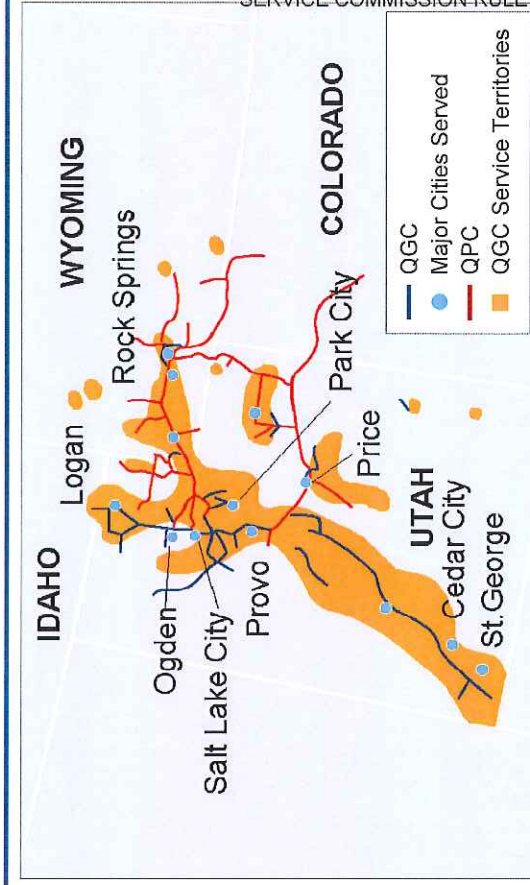 SERVICE COMMISSION RULE
IDAHO
WYOMING
Logan
Rock Springs
Ogden
Salt Lake City
Provo
COLORADO
Park City
Price
UTAH
Cedar City
St. George
QGC
Major Cities Served
QPC
QGC Service Territories